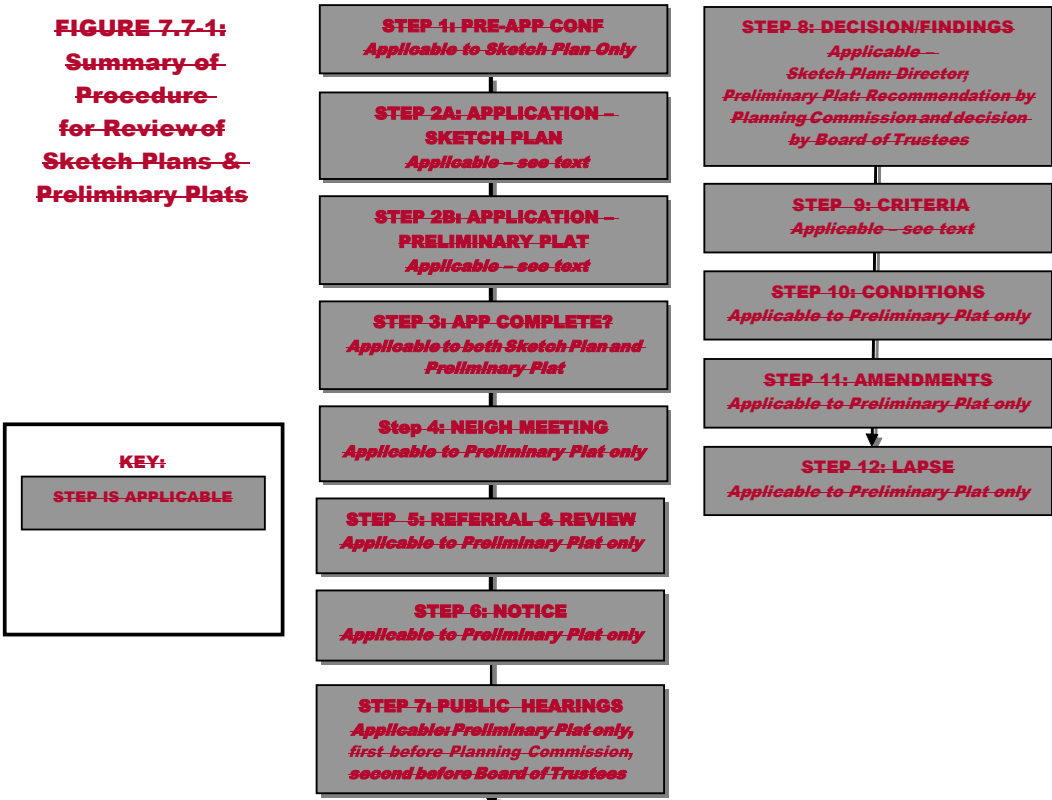 FIGURE 7.7-1:
Summary of
Procedure
for Review of
Sketch Plans &
Preliminary Plats
KEY:
STEP IS APPLICABLE
STEP 1: PRE-APP CONF
Applicable to Sketch Plan Only
STEP 2A: APPLICATION –
SKETCH PLAN
Applicable – see text
STEP 2B: APPLICATION –
PRELIMINARY PLAT
Applicable – see text
STEP 3: APP COMPLETE?
Applicable to both Sketch Plan and
Preliminary Plat
Step 4: NEIGH MEETING
Applicable to Preliminary Plat only
STEP 5: REFERRAL & REVIEW
Applicable to Preliminary Plat only
STEP 6: NOTICE
Applicable to Preliminary Plat only
STEP 7: PUBLIC HEARINGS
Applicable: Preliminary Plat only,
first before Planning Commission,
second before Board of Trustees
STEP 8: DECISION/FINDINGS
Applicable –
Sketch Plan: Director;
Preliminary Plat: Recommendation by
Planning Commission and decision
by Board of Trustees
STEP 9: CRITERIA
Applicable – see text
STEP 10: CONDITIONS
Applicable to Preliminary Plat only
STEP 11: AMENDMENTS
Applicable to Preliminary Plat only
STEP 12: LAPSE
Applicable to Preliminary Plat only